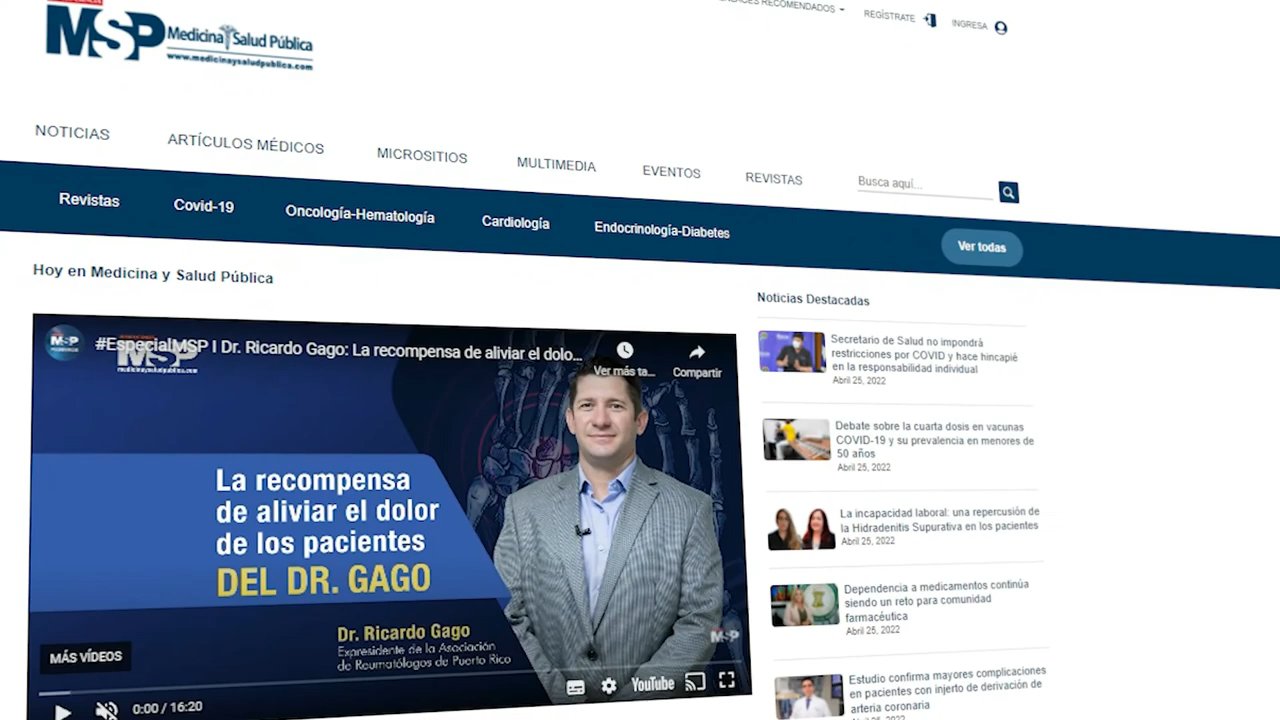 MSP Medicina y Salud Pública
www.medicinaysaludpublica.com
RECOMENDADOS
REGÍSTRATE
INGRESA
NOTICIAS
ARTÍCULOS MÉDICOS
MICROSITIOS
MULTIMEDIA
EVENTOS
REVISTAS
Busca aquí...
Revistas
Covid-19
Oncología-Hematología
Cardiología
Endocrinología-Diabetes
Ver todas
Hoy en Medicina y Salud Pública
MSP
#EspecialMSP I Dr. Ricardo Gago: La recompensa de aliviar el dolo...
MSP
medicinaysaludpublica.com
Ver más ta...
Compartir
La recompensa
de aliviar el dolor
de los pacientes
DEL DR. GAGO
Dr. Ricardo Gago
Expresidente de la Asociación
de Reumatólogos de Puerto Rico
MSP
MÁS VÍDEOS
0:00 / 16:20
YouTube
Noticias Destacadas
Secretario de Salud no impondrá
restricciones por COVID y hace hincapié
en la responsabilidad individual
Abril 25, 2022
Debate sobre la cuarta dosis en vacunas
COVID-19 y su prevalencia en menores de
50 años
Abril 25, 2022
La incapacidad laboral: una repercusión de
la Hidradenitis Supurativa en los pacientes
Abril 25, 2022
Dependencia a medicamentos continúa
siendo un reto para comunidad
farmacéutica
Abril 25, 2022
Estudio confirma mayores complicaciones
en pacientes con injerto de derivación de
arteria coronaria